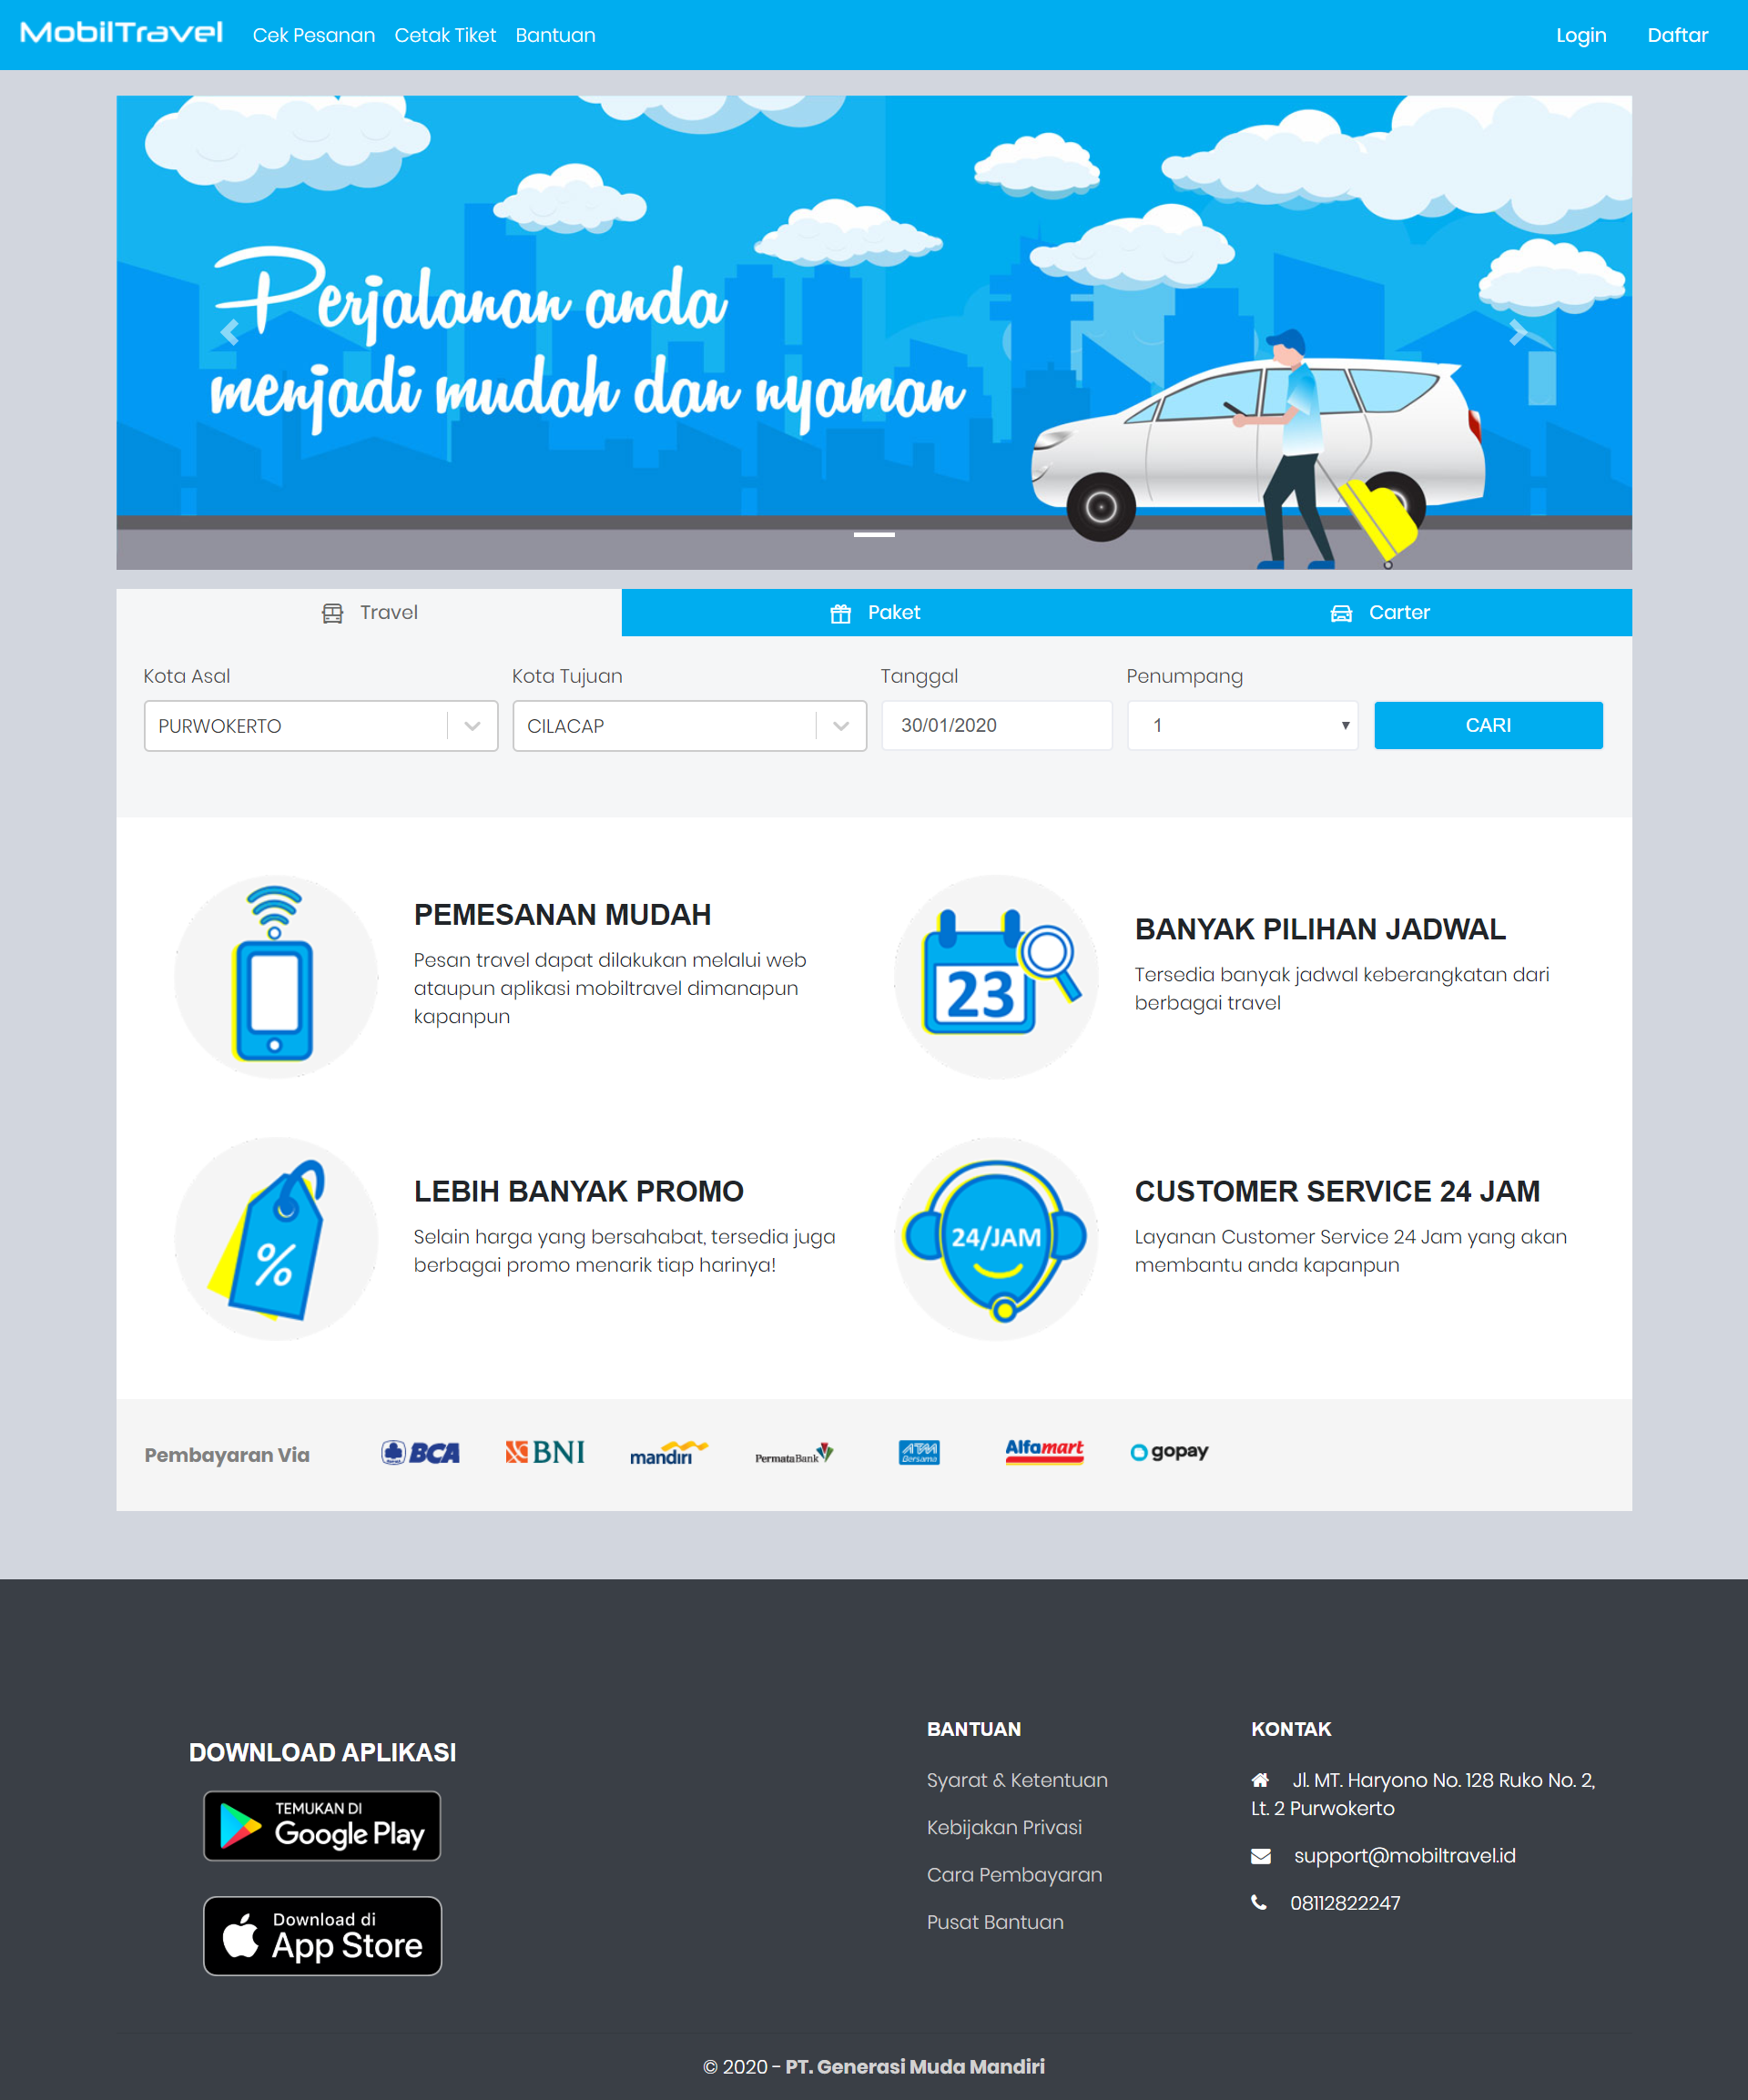 MobilTravel Cek Pesanan Cetak Tiket Bantuan Login Daftar
Perjalanan anda
menjadi mudah dan nyaman
Travel Paket Carter
Kota Asal Kota Tujuan Tanggal Penumpang
PURWOKERTO CILACAP 30/01/2020 1 CARI
PEMESANAN MUDAH
Pesan travel dapat dilakukan melalui web
ataupun aplikasi mobiltravel dimanapun
kapanpun
23
BANYAK PILIHAN JADWAL
Tersedia banyak jadwal keberangkatan dari
berbagai travel
%
LEBIH BANYAK PROMO
Selain harga yang bersahabat, tersedia juga
berbagai promo menarik tiap harinya!
24/JAM
CUSTOMER SERVICE 24 JAM
Layanan Customer Service 24 Jam yang akan
membantu anda kapanpun
Pembayaran Via BCA BNI mandiri PermataBank ATM Bersama Alfamart gopay
DOWNLOAD APLIKASI
TEMUKAN DI
Google Play
Download di
App Store
BANTUAN
Syarat & Ketentuan
Kebijakan Privasi
Cara Pembayaran
Pusat Bantuan
KONTAK
Jl. MT. Haryono No. 128 Ruko No. 2,
Lt. 2 Purwokerto
support@mobiltravel.id
08112822247
© 2020 - PT. Generasi Muda Mandiri